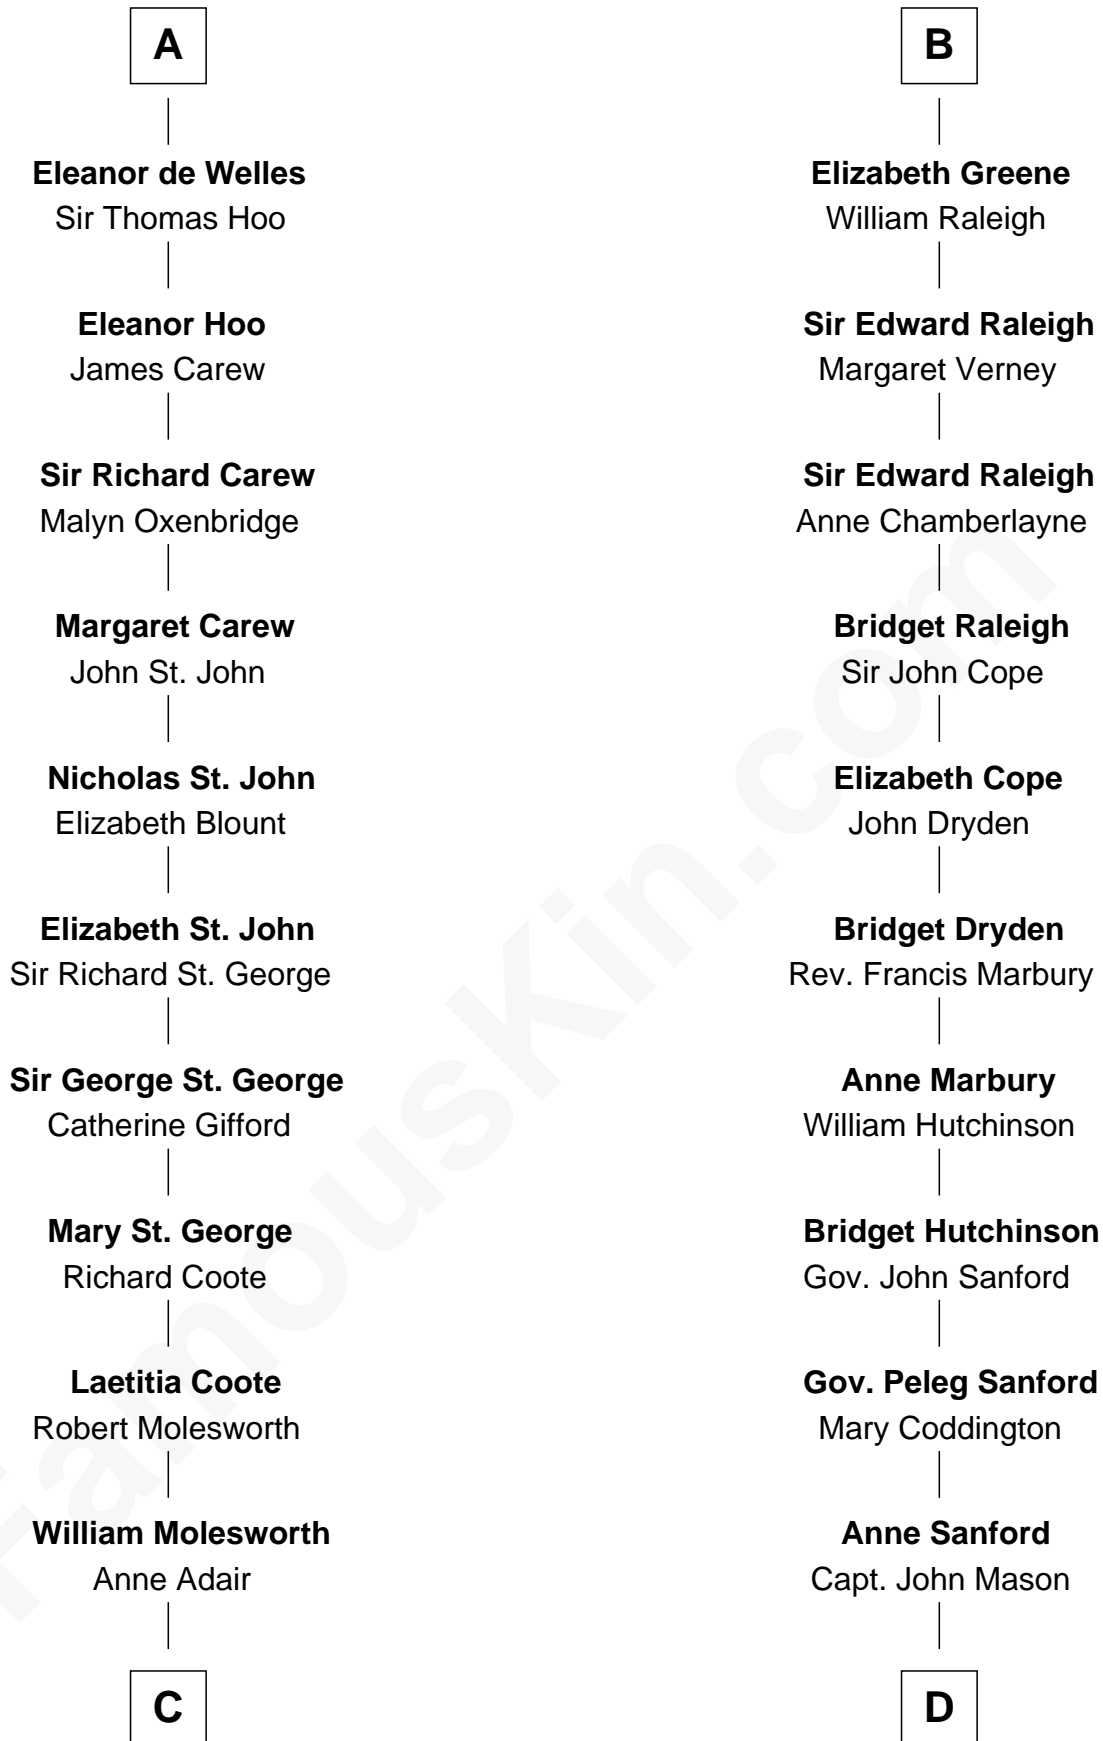 A
Eleanor de Welles
Sir Thomas Hoo
Eleanor Hoo
James Carew
Sir Richard Carew
Malyn Oxenbridge
Margaret Carew
John St. John
Nicholas St. John
Elizabeth Blount
Elizabeth St. John
Sir Richard St. George
Sir George St. George
Catherine Gifford
Mary St. George
Richard Coote
Laetitia Coote
Robert Molesworth
William Molesworth
Anne Adair
C
B
Elizabeth Greene
William Raleigh
Sir Edward Raleigh
Margaret Verney
Sir Edward Raleigh
Anne Chamberlayne
Bridget Raleigh
Sir John Cope
Elizabeth Cope
John Dryden
Bridget Dryden
Rev. Francis Marbury
Anne Marbury
William Hutchinson
Bridget Hutchinson
Gov. John Sanford
Gov. Peleg Sanford
Mary Coddington
Anne Sanford
Capt. John Mason
D
FamousKin.com